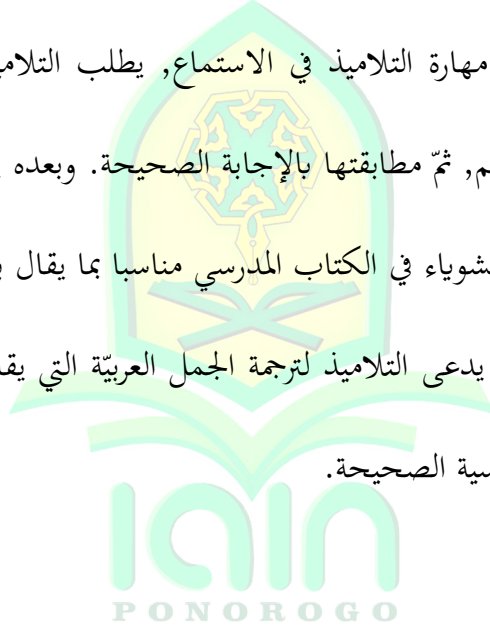 مهارة التلاميذ في الاستماع, يطلب
ثمّ مطابقتها بالإجابة الصحيحة. وبعده
في الكتاب المدرسي مناسبا بما يقال
يدعى التلاميذ لترجمة الجمل العربيّة التي
الصحيحة.
iain
PONOROGO